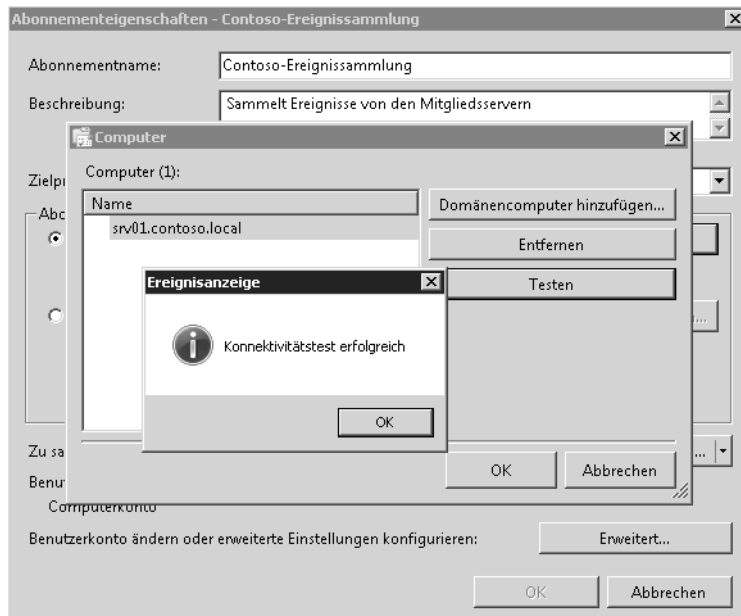 Abonnementeigenschaften - Contoso-Ereignissammlung
Abonnementname: Contoso-Ereignissammlung
Beschreibung: Sammelt Ereignisse von den Mitgliedsservern
Computer
Computer (1):
Name
srv01.contoso.local
Domänencomputer hinzufügen...
Entfernen
Testen
Ereignisanzeige
Konnektivitätstest erfolgreich
OK
OK Abbrechen
Zu sa
Computerkonto
Benutzerkonto ändern oder erweiterte Einstellungen konfigurieren: Erweitert...
OK Abbrechen